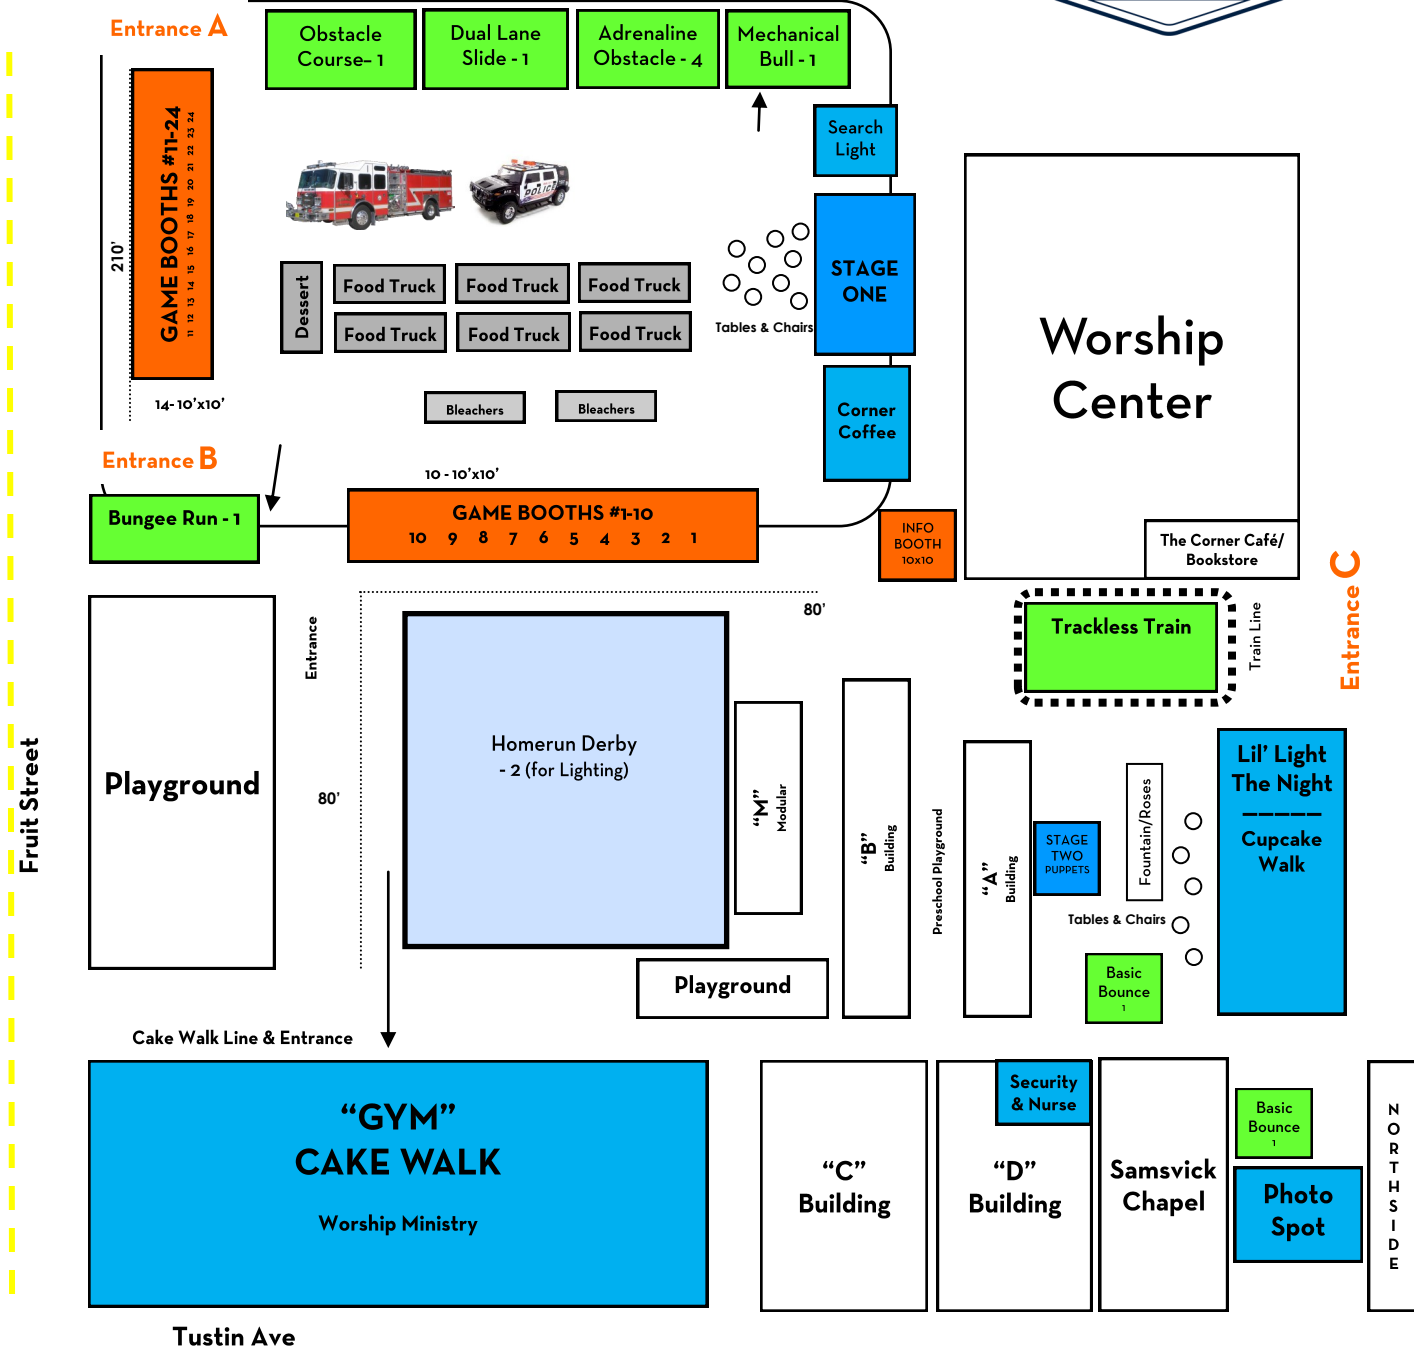 Entrance A
Obstacle
Course– 1
Dual Lane
Slide - 1
Adrenaline
Obstacle - 4
Mechanical
Bull - 1
Search
Light
GAME BOOTHS #11-24
11 12 13 14 15 16 17 18 19 20 21 22 23 24
210'
14- 10'x10'
POLICE
Dessert
Food Truck
Food Truck
Food Truck
Food Truck
Food Truck
Food Truck
Tables & Chairs
STAGE
ONE
Bleachers
Bleachers
Corner
Coffee
Worship
Center
Entrance B
10 - 10'x10'
Bungee Run - 1
GAME BOOTHS #1-10
10 9 8 7 6 5 4 3 2 1
INFO
BOOTH
10x10
The Corner Café/
Bookstore
Entrance C
Trackless Train
Train Line
Fruit Street
Playground
Entrance
80'
80'
Homerun Derby
- 2 (for Lighting)
“M”
Modular
“B”
Building
Preschool Playground
“A”
Building
STAGE
TWO
PUPPETS
Fountain/Roses
Tables & Chairs
Lil’ Light
The Night
—————
Cupcake
Walk
Basic
Bounce
1
Playground
Cake Walk Line & Entrance
“GYM”
CAKE WALK
Worship Ministry
“C”
Building
Security
& Nurse
“D”
Building
Samsvick
Chapel
Basic
Bounce
1
Photo
Spot
NORTHSIDE
Tustin Ave